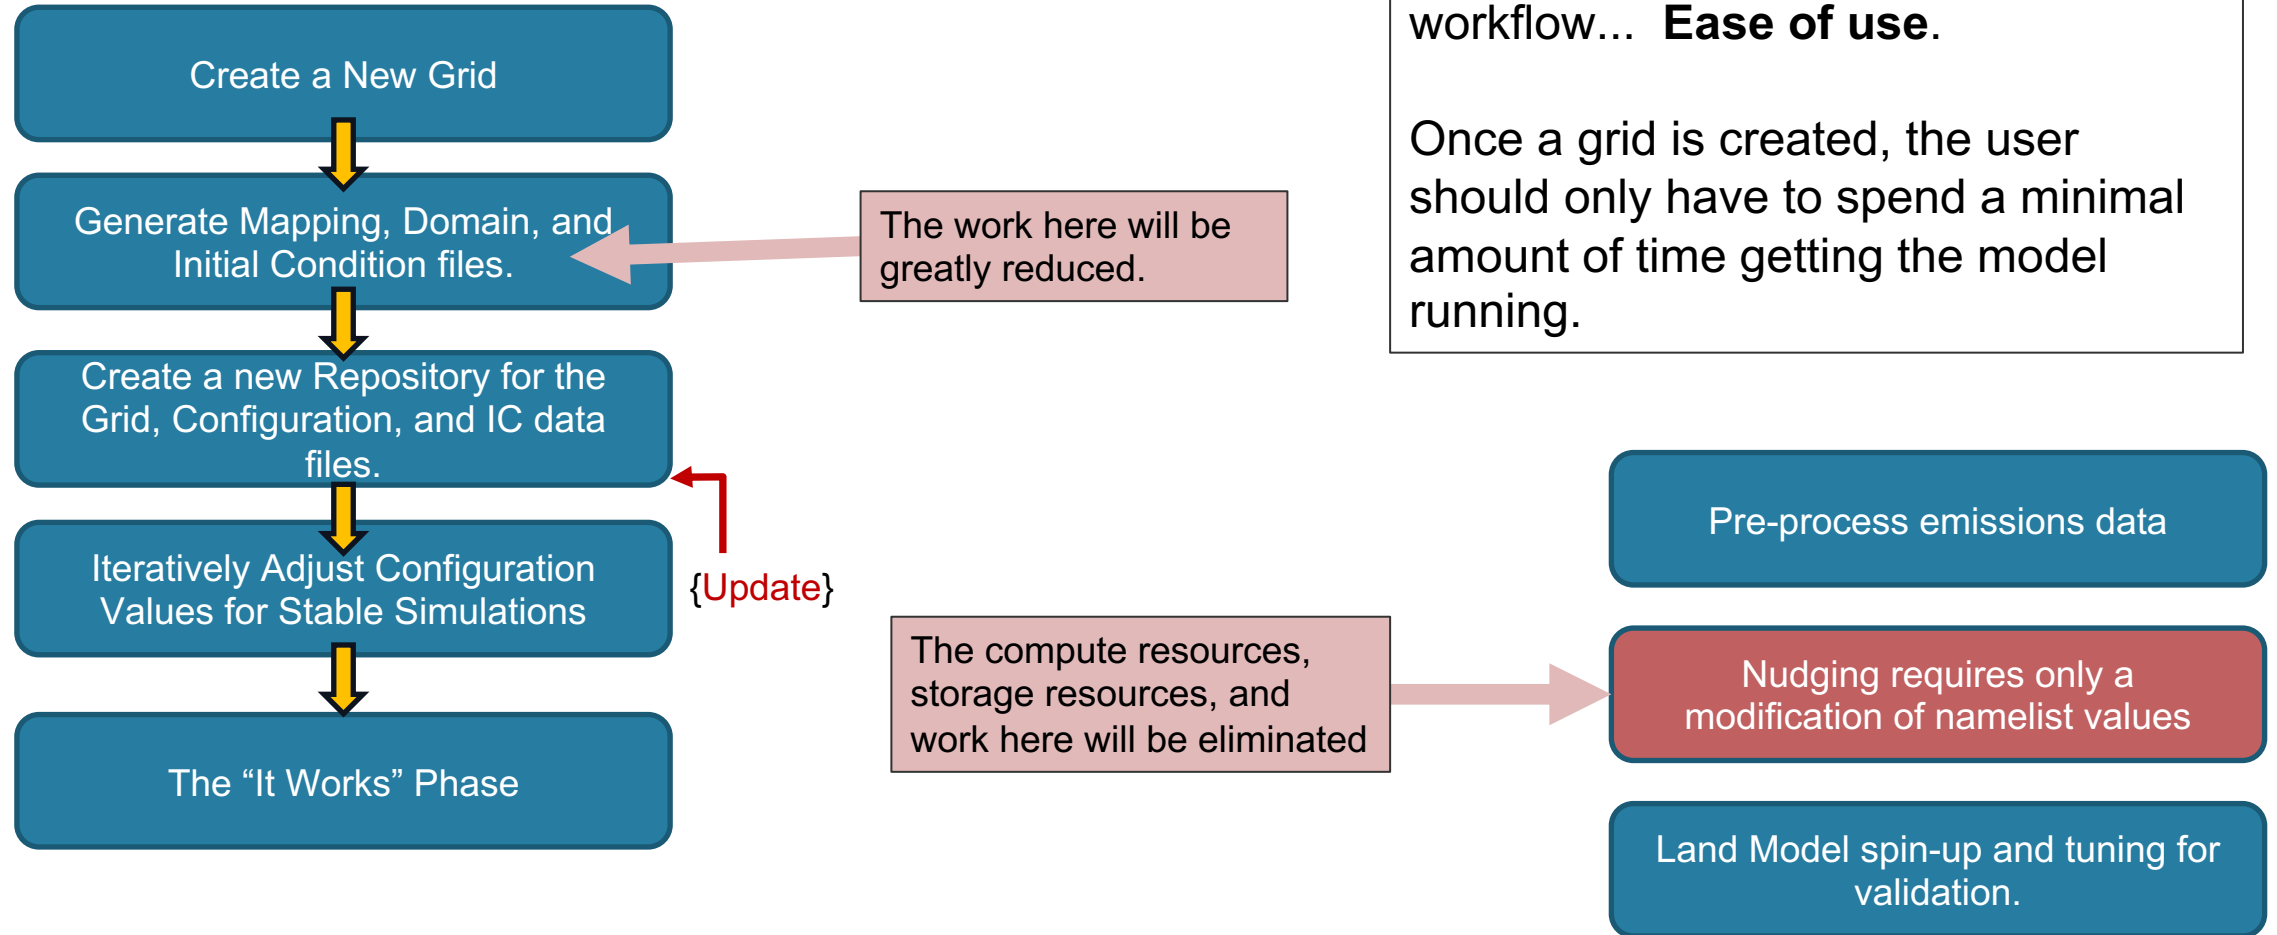 Create a New Grid
Generate Mapping, Domain, and
Initial Condition files.
Create a new Repository for the
Grid, Configuration, and IC data
files.
Iteratively Adjust Configuration
Values for Stable Simulations
The “It Works” Phase
{Update}
The work here will be
greatly reduced.
workflow... Ease of use.
Once a grid is created, the user
should only have to spend a minimal
amount of time getting the model
running.
The compute resources,
storage resources, and
work here will be eliminated
Pre-process emissions data
Nudging requires only a
modification of namelist values
Land Model spin-up and tuning for
validation.